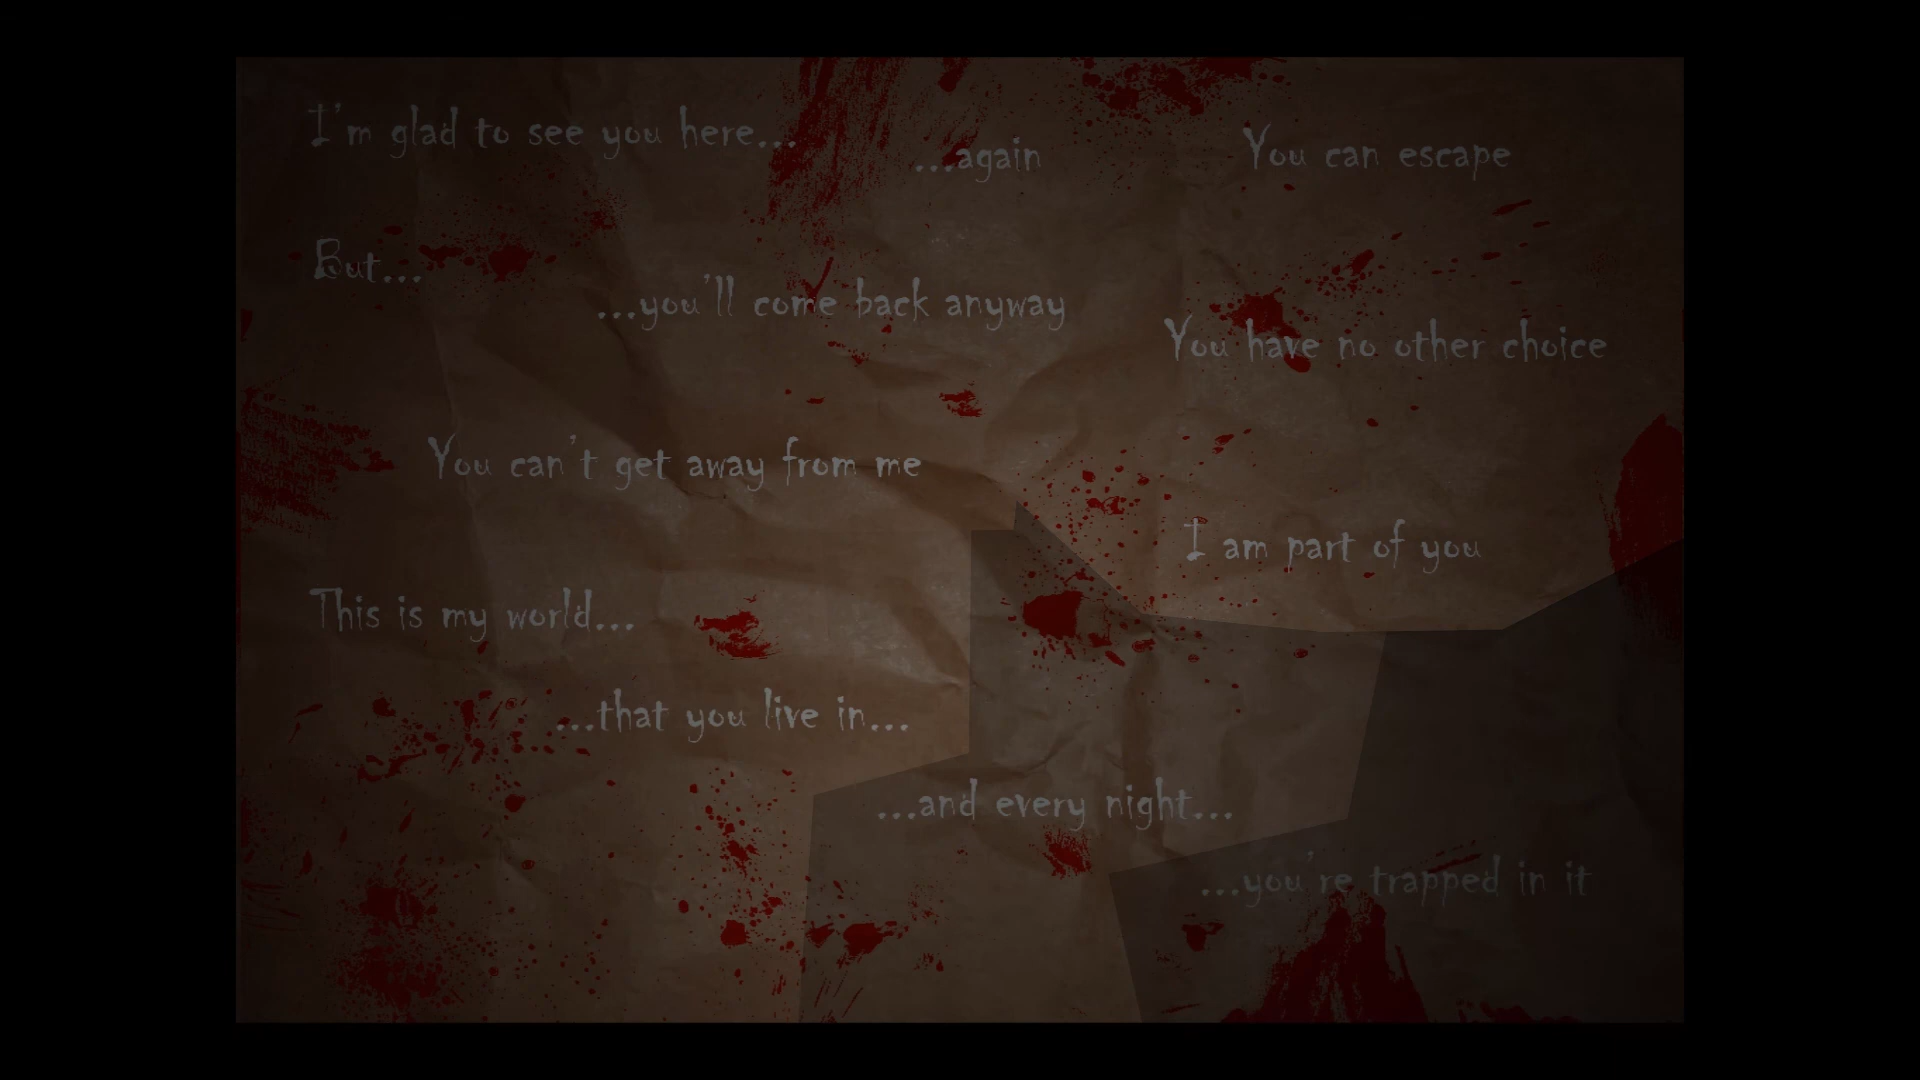 I'm glad to see you here...
...again
You can escape
But...
...you'll come back anyway
You have no other choice
You can't get away from me
I am part of you
This is my world...
...that you live in...
...and every night...
...you're trapped in it